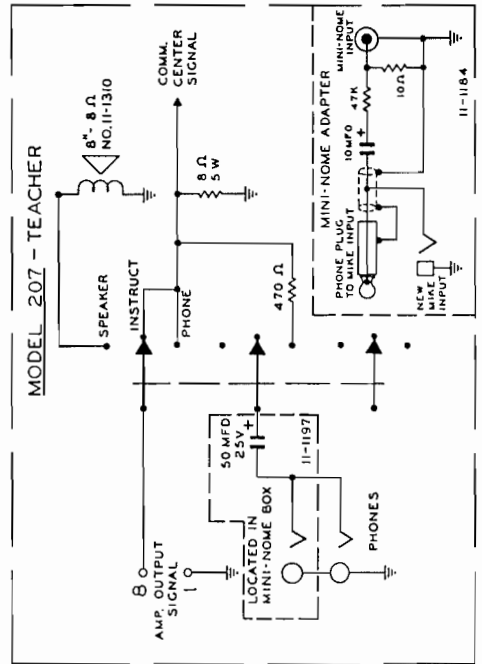 MODEL 207 - TEACHER
8" - 8 Ω
NO. 11-1310
SPEAKER
INSTRUCT
PHONE
COMM.
CENTER
SIGNAL
8 Ω
5 W
470 Ω
8
AMP. OUTPUT
SIGNAL
1
50 MFD
25V +
11-1197
LOCATED IN
MINI-NOME BOX
PHONES
MINI-NOME ADAPTER
MINI-NOME
INPUT
PHONE PLUG
TO MIKE INPUT
10MFD
+
47K
10Ω
NEW
MIKE
INPUT
11-1184